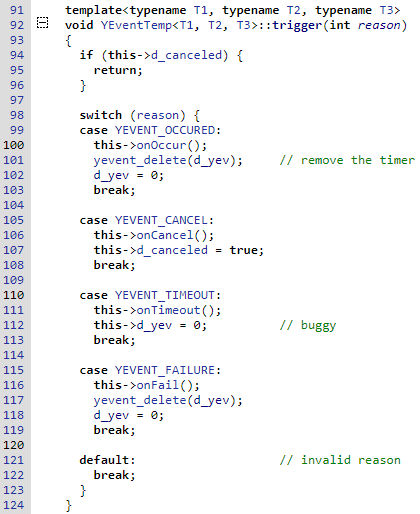 91 template<typename T1, typename T2, typename T3>
92 void YEventTemp<T1, T2, T3>::trigger(int reason)
93 {
94 if (this->d_canceled) {
95 return;
96 }
97
98 switch (reason) {
99 case YEVENT_OCCURED:
100 this->onOccur();
101 yevent_delete(d_yev); // remove the timer
102 d_yev = 0;
103 break;
104
105 case YEVENT_CANCEL:
106 this->onCancel();
107 this->d_canceled = true;
108 break;
109
110 case YEVENT_TIMEOUT:
111 this->onTimeout();
112 this->d_yev = 0; // buggy
113 break;
114
115 case YEVENT_FAILURE:
116 this->onFail();
117 yevent_delete(d_yev);
118 d_yev = 0;
119 break;
120
121 default: // invalid reason
122 break;
123 }
124 }